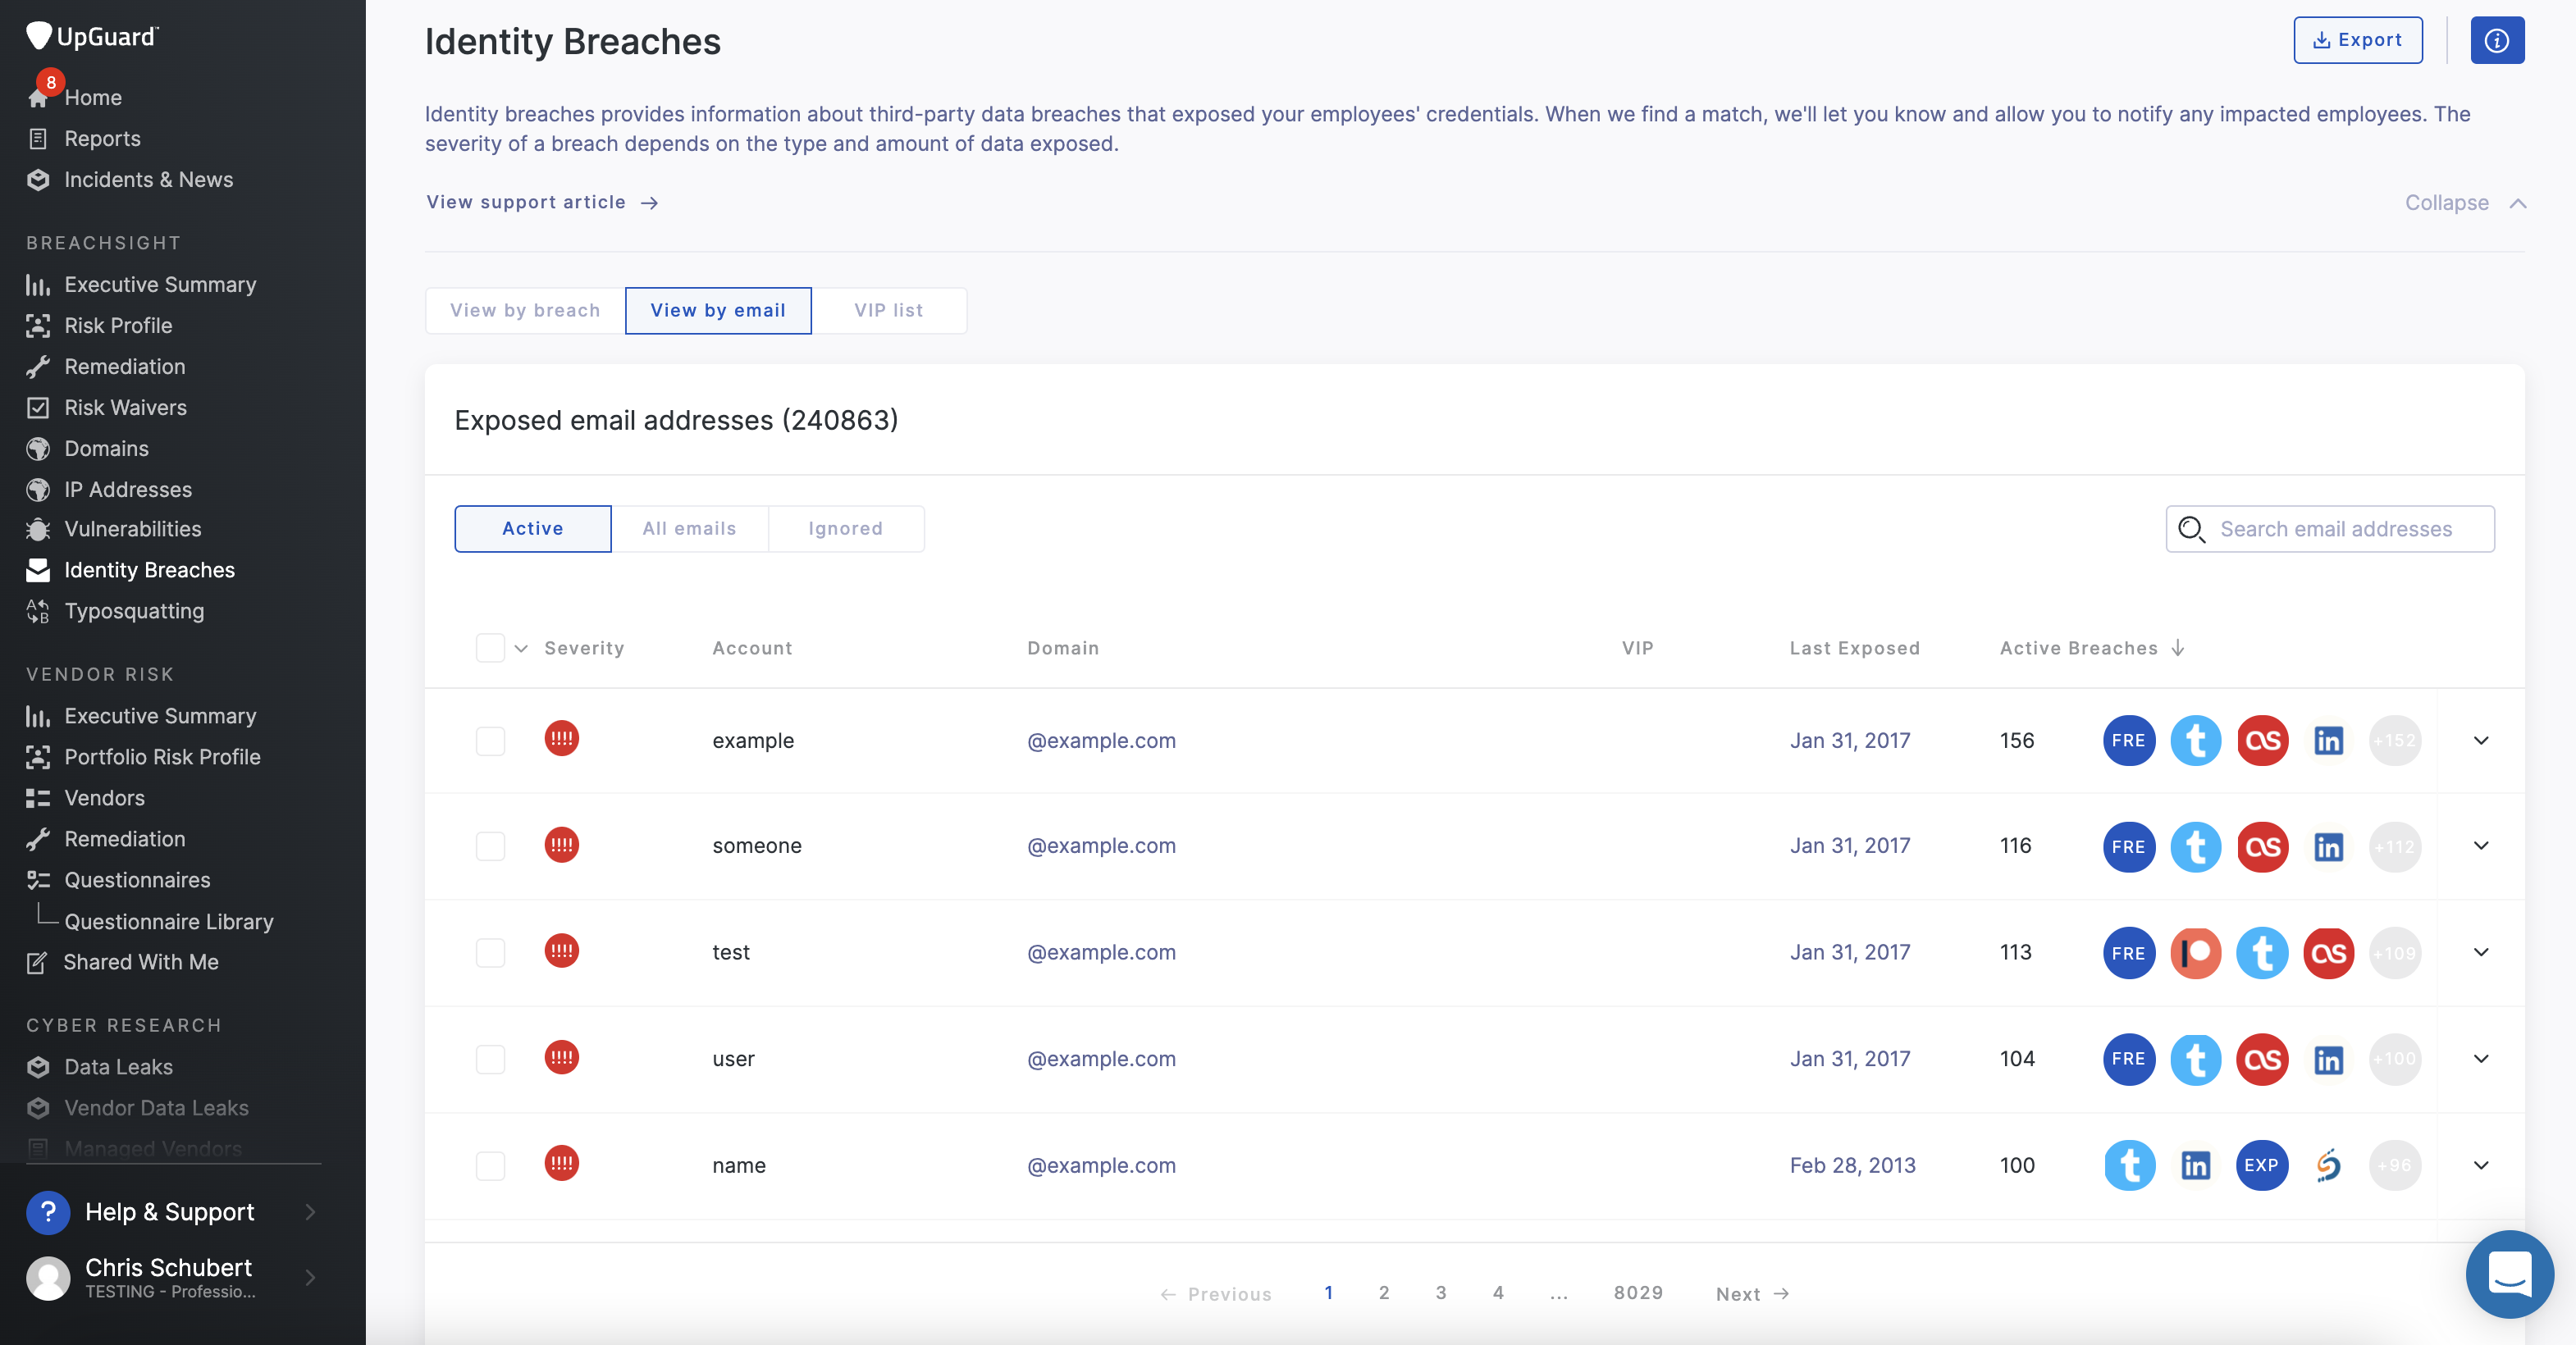 UpGuard™
8
Home
Reports
Incidents & News
BREACHSIGHT
Executive Summary
Risk Profile
Remediation
Risk Waivers
Domains
IP Addresses
Vulnerabilities
Identity Breaches
Typosquatting
VENDOR RISK
Executive Summary
Portfolio Risk Profile
Vendors
Remediation
Questionnaires
Questionnaire Library
Shared With Me
CYBER RESEARCH
Data Leaks
Vendor Data Leaks
Managed Vendors
? Help & Support
Chris Schubert
TESTING - Professio...
Identity Breaches
Export
Identity breaches provides information about third-party data breaches that exposed your employees' credentials. When we find a match, we'll let you know and allow you to notify any impacted employees. The
severity of a breach depends on the type and amount of data exposed.
View support article →
Collapse
View by breach View by email VIP list
Exposed email addresses (240863)
Active All emails Ignored
Search email addresses
Severity Account Domain VIP Last Exposed Active Breaches ↓
!!!! example @example.com Jan 31, 2017 156 FRE t as in +152
!!!! someone @example.com Jan 31, 2017 116 FRE t as in +112
!!!! test @example.com Jan 31, 2017 113 FRE t as +109
!!!! user @example.com Jan 31, 2017 104 FRE t as in +100
!!!! name @example.com Feb 28, 2013 100 t in EXP S +96
← Previous 1 2 3 4 ... 8029 Next →